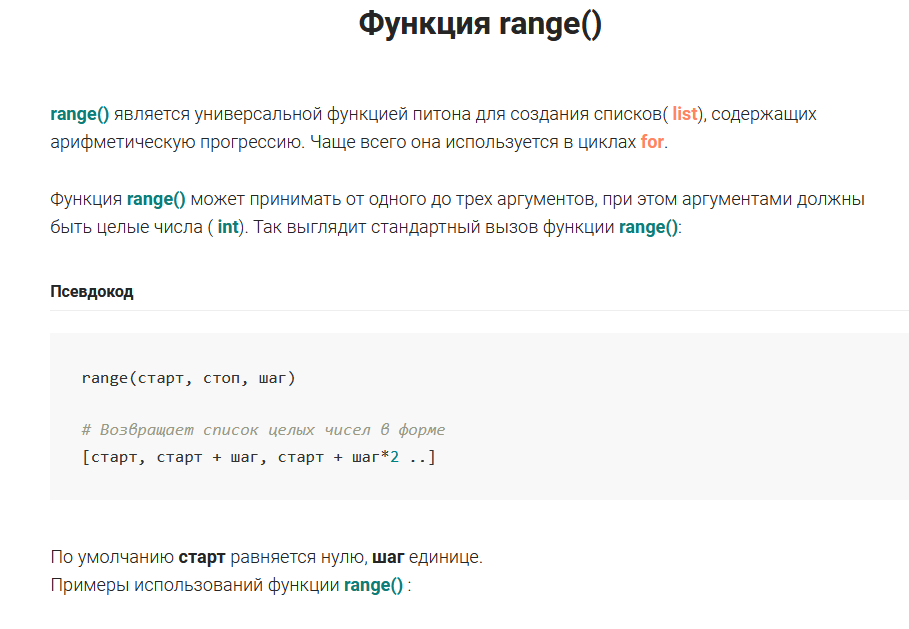 Функция range()
range() является универсальной функцией питона для создания списков( list), содержащих
арифметическую прогрессию. Чаще всего она используется в циклах for.
Функция range() может принимать от одного до трех аргументов, при этом аргументами должны
быть целые числа ( int). Так выглядит стандартный вызов функции range():
Псевдокод
range(старт, стоп, шаг)
# Возвращает список целых чисел в форме
[старт, старт + шаг, старт + шаг*2 ..]
По умолчанию старт равняется нулю, шаг единице.
Примеры использований функции range() :